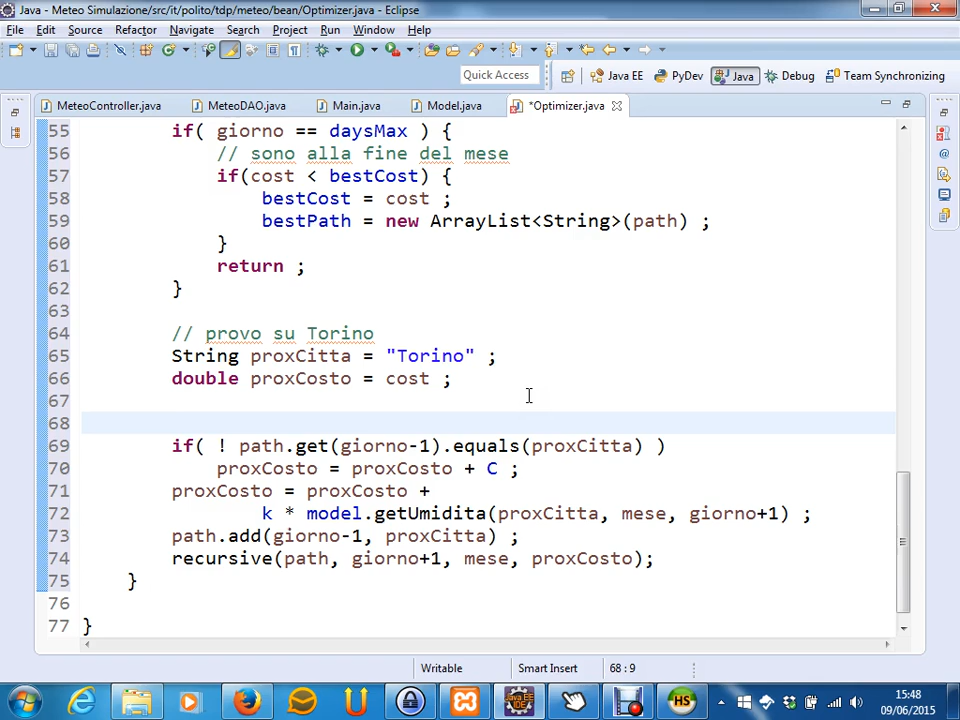 Java - Meteo Simulazione/src/it/polito/tdp/meteo/bean/Optimizer.java - Eclipse
File Edit Source Refactor Navigate Search Project Run Window Help
Quick Access Java EE PyDev Java Debug Team Synchronizing
MeteoController.java MeteoDAO.java Main.java Model.java *Optimizer.java
55 if( giorno == daysMax ) {
56 // sono alla fine del mese
57 if(cost < bestCost) {
58 bestCost = cost ;
59 bestPath = new ArrayList<String>(path) ;
60 }
61 return ;
62 }
63
64 // provo su Torino
65 String proxCitta = "Torino" ;
66 double proxCosto = cost ;
67
68
69 if( ! path.get(giorno-1).equals(proxCitta) )
70 proxCosto = proxCosto + C ;
71 proxCosto = proxCosto +
72 k * model.getUmidita(proxCitta, mese, giorno+1) ;
73 path.add(giorno-1, proxCitta) ;
74 recursive(path, giorno+1, mese, proxCosto);
75 }
76
77 }
Writable Smart Insert 68 : 9
15:48
09/06/2015